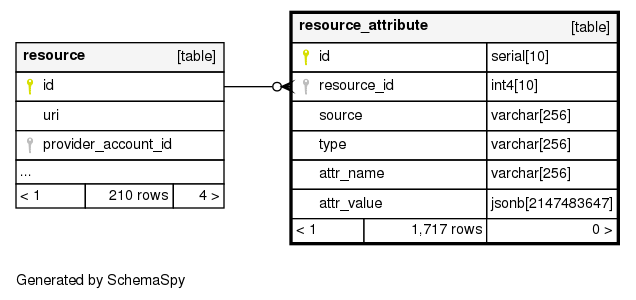 resource [table]
id
uri
provider_account_id
...
< 1 210 rows 4 >
resource_attribute [table]
id serial[10]
resource_id int4[10]
source varchar[256]
type varchar[256]
attr_name varchar[256]
attr_value jsonb[2147483647]
< 1 1,717 rows 0 >
Generated by SchemaSpy